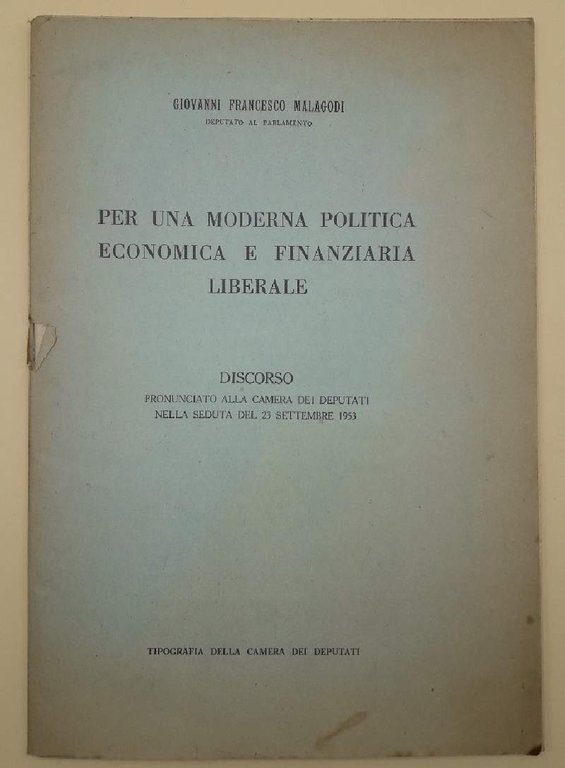 GIOVANNI FRANCESCO MALAGODI
DEPUTATO AL PARLAMENTO
PER UNA MODERNA POLITICA
ECONOMICA E FINANZIARIA
LIBERALE
DISCORSO
PRONUNCIATO ALLA CAMERA DEI DEPUTATI
NELLA SEDUTA DEL 23 SETTEMBRE 1953
TIPOGRAFIA DELLA CAMERA DEI DEPUTATI